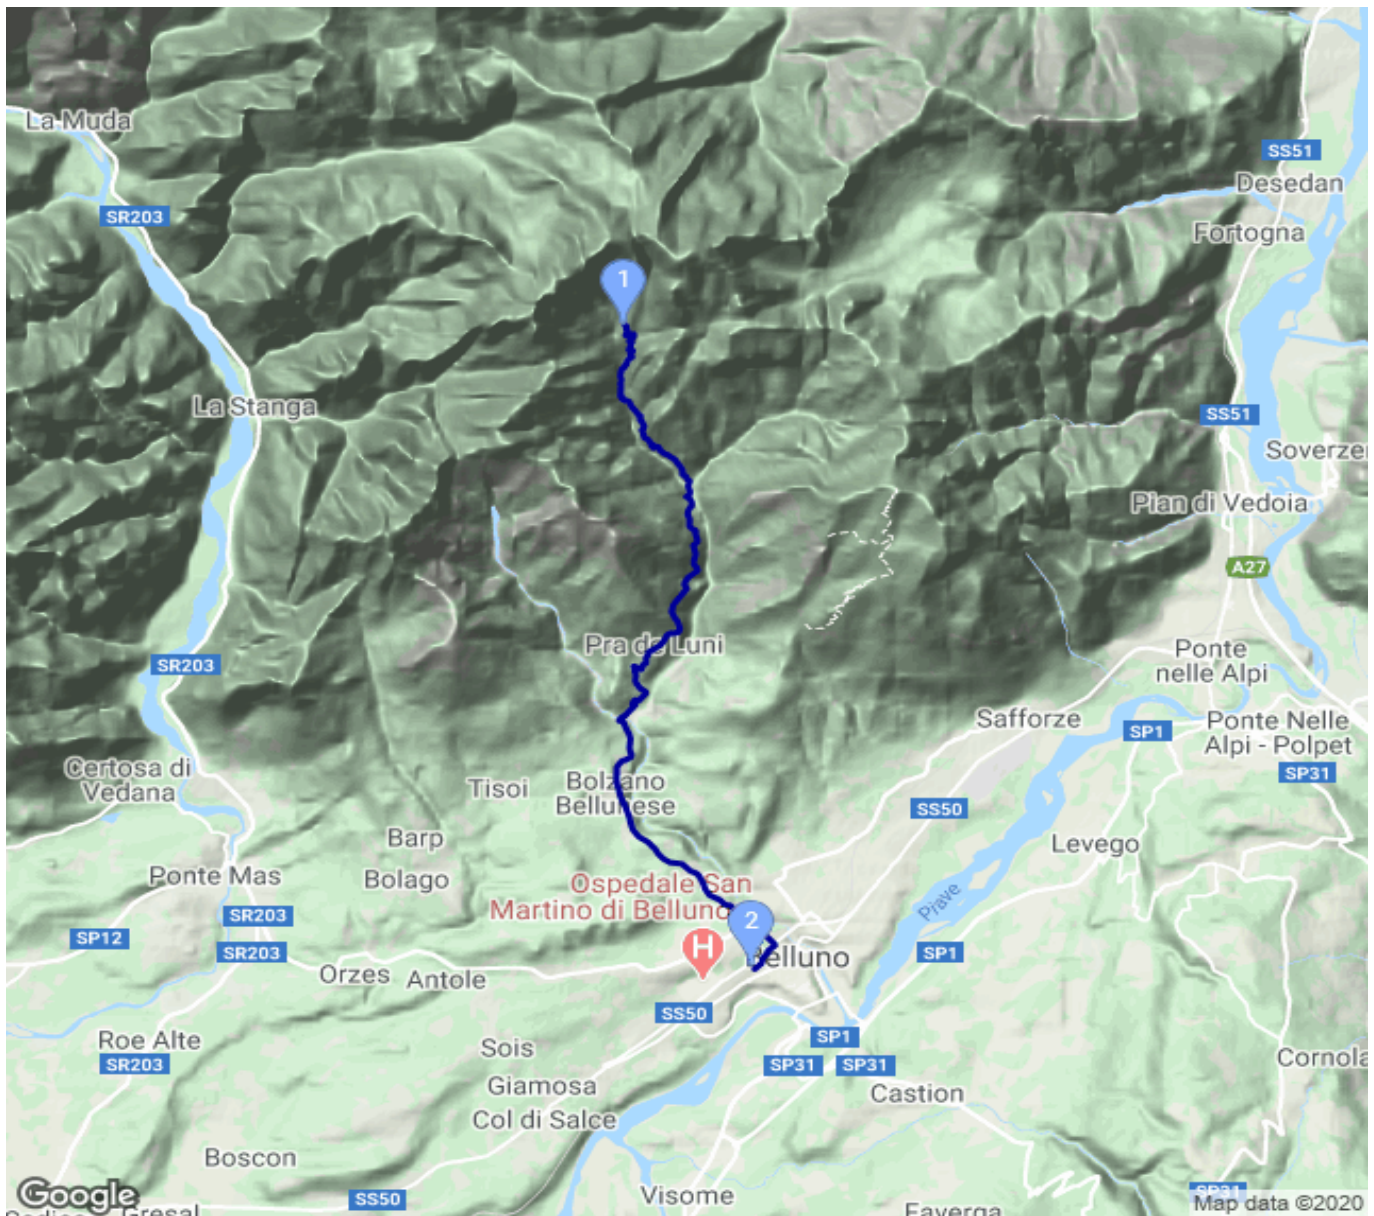 La Muda
SS51
Desedan
SR203
Fortogna
1
La Stanga
SS51
Soverze
Pian di Vedoia
A27
Pra de Luni
SR203
Ponte
nelle Alpi
Safforze
SP1
Ponte Nelle
Alpi - Polpet
SP31
Certosa di
Vedana
Tisoi
Bolzano
Bellunese
SS50
Barp
Levego
Ponte Mas
Bolago
Ospedale San
Martino di Belluno
Piave
SR203
2
SP12
SR203
H
Belluno
SP1
Orzes
Antole
SS50
Roe Alte
SR203
Sois
SP1
SP31
SP31
Cornola
Giamosa
Castion
Col di Salce
Boscon
Google
SS50
Visome
SP31
Map data ©2020
Gresal
Faverga